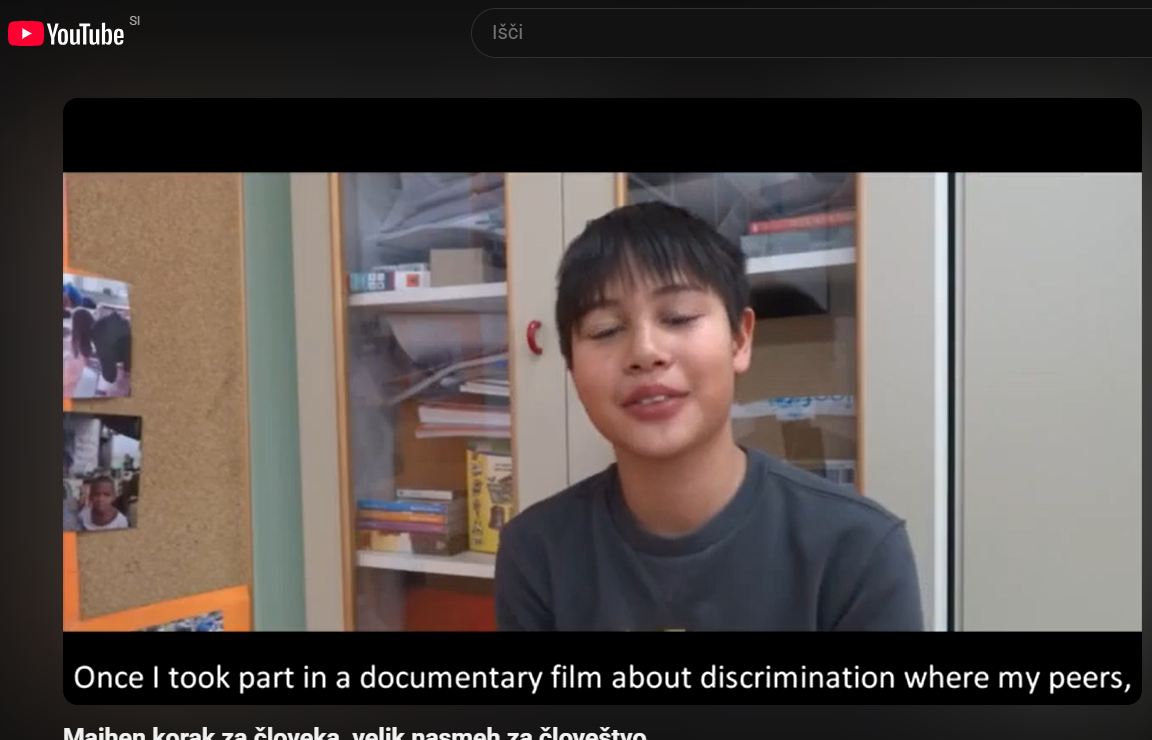 YouTube SI
Išči
Once I took part in a documentary film about discrimination where my peers,
Majhen korak za človeka, velik nasmeh za človeštvo